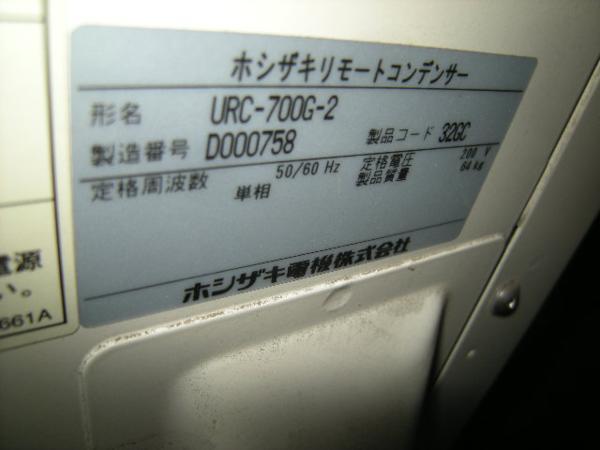 ホシザキリモートコンデンサー
形名 URC-700G-2
製造番号 D000758 製品コード 32GC
定格周波数 50/60 Hz 定格電圧 200 V
単相 製品質量 64 kg
ホシザキ電機株式会社
電源
い。
661A